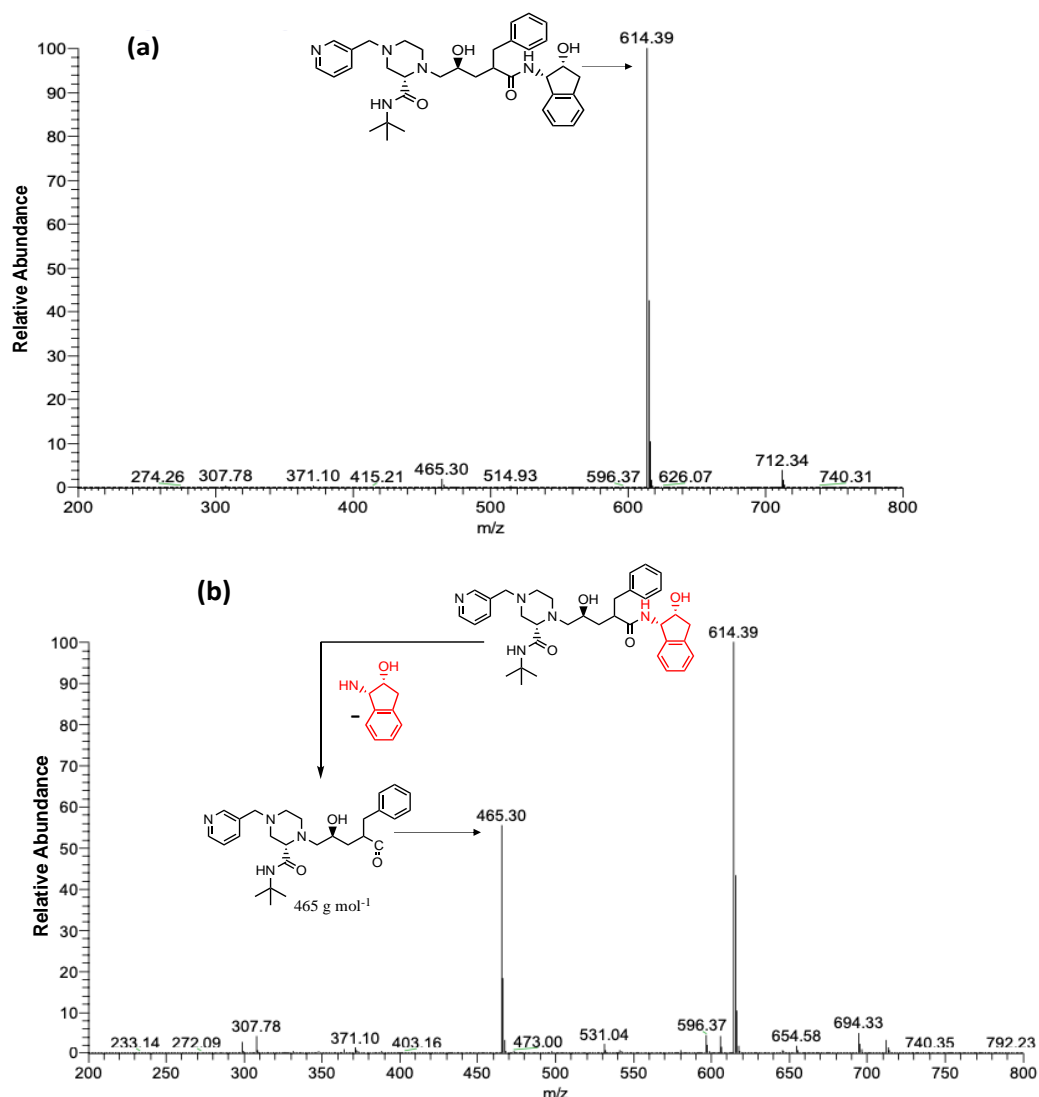 (a)
N
N
N
OH
H
N
OH
O
HN
O
614.39
100
90
80
70
60
50
40
30
20
10
0
Relative Abundance
274.26
307.78
371.10
415.21
465.30
514.93
596.37
626.07
712.34
740.31
200
300
400
500
600
700
800
m/z
(b)
N
N
N
OH
H
N
OH
O
HN
O
OH
HN
-
N
N
N
OH
C
O
HN
O
465 g mol-1
614.39
465.30
100
90
80
70
60
50
40
30
20
10
0
Relative Abundance
233.14
272.09
307.78
371.10
403.16
473.00
531.04
596.37
654.58
694.33
740.35
792.23
200
250
300
350
400
450
500
550
600
650
700
750
800
m/z